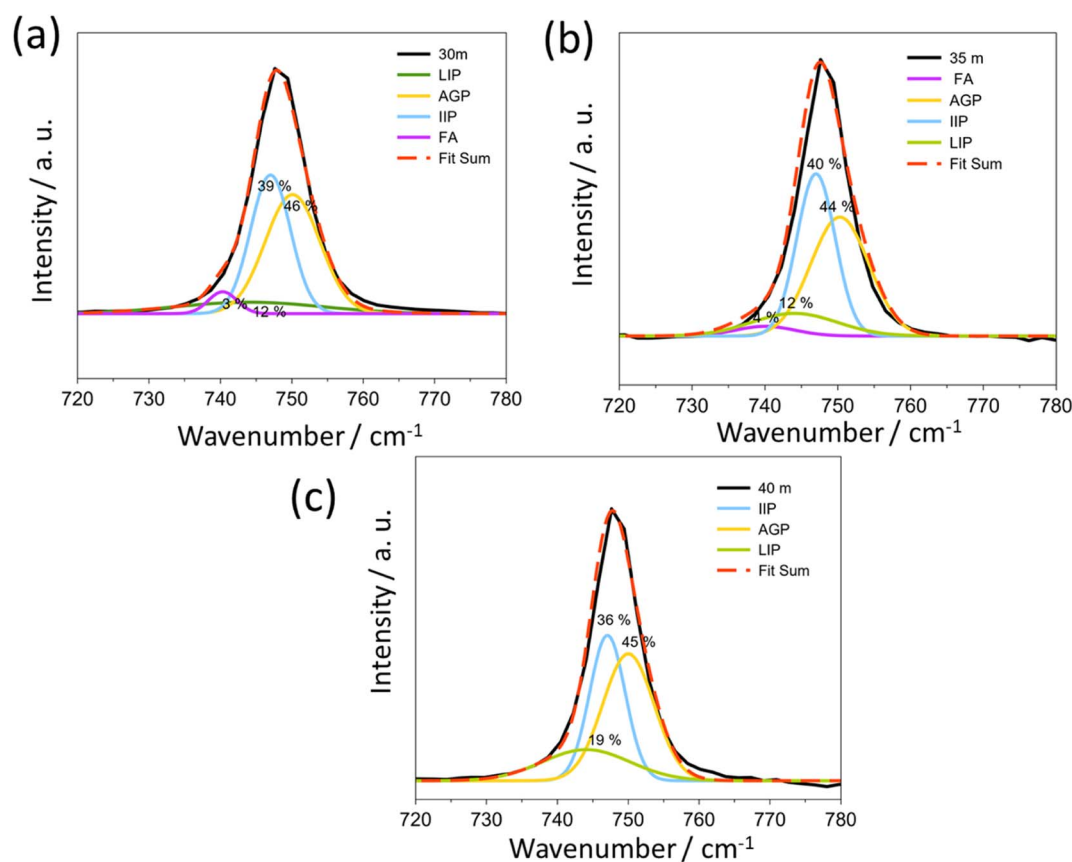 (a)
30m
LIP
AGP
IIP
FA
Fit Sum
39 %
46 %
3 %
12 %
Intensity / a. u.
720 730 740 750 760 770 780
Wavenumber / cm-1
(b)
35 m
FA
AGP
IIP
LIP
Fit Sum
40 %
44 %
12 %
4 %
Intensity / a. u.
720 730 740 750 760 770 780
Wavenumber / cm-1
(c)
40 m
IIP
AGP
LIP
Fit Sum
36 %
45 %
19 %
Intensity / a. u.
720 730 740 750 760 770 780
Wavenumber / cm-1